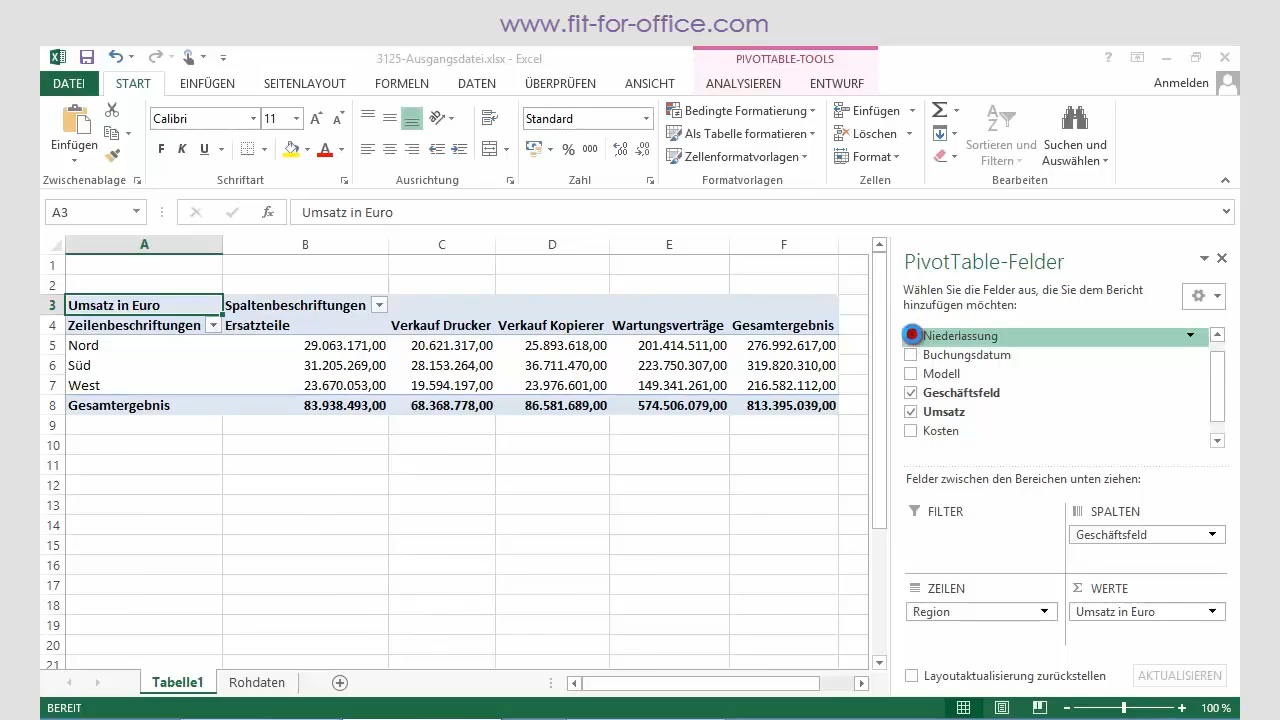 www.fit-for-office.com
3125-Ausgangsdatei.xlsx - Excel
PIVOTTABLE-TOOLS
?
DATEI START EINFÜGEN SEITENLAYOUT FORMELN DATEN ÜBERPRÜFEN ANSICHT ANALYSIEREN ENTWURF Anmelden
Einfügen
Calibri 11
F K U A
Standard
% 000
Bedingte Formatierung
Als Tabelle formatieren
Zellenformatvorlagen
Einfügen
Löschen
Format
Sortieren und
Filtern
Suchen und
Auswählen
Zwischenablage Schriftart Ausrichtung Zahl Formatvorlagen Zellen Bearbeiten
A3 fx Umsatz in Euro
A B C D E F
1
2
3 Umsatz in Euro Spaltenbeschriftungen
4 Zeilenbeschriftungen Ersatzteile Verkauf Drucker Verkauf Kopierer Wartungsverträge Gesamtergebnis
5 Nord 29.063.171,00 20.621.317,00 25.893.618,00 201.414.511,00 276.992.617,00
6 Süd 31.205.269,00 28.153.264,00 36.711.470,00 223.750.307,00 319.820.310,00
7 West 23.670.053,00 19.594.197,00 23.976.601,00 149.341.261,00 216.582.112,00
8 Gesamtergebnis 83.938.493,00 68.368.778,00 86.581.689,00 574.506.079,00 813.395.039,00
9
10
11
12
13
14
15
16
17
18
19
20
21
PivotTable-Felder
Wählen Sie die Felder aus, die Sie dem Bericht
hinzufügen möchten:
Niederlassung
Buchungsdatum
Modell
Geschäftsfeld
Umsatz
Kosten
Felder zwischen den Bereichen unten ziehen:
FILTER
SPALTEN
Geschäftsfeld
ZEILEN
Region
Σ WERTE
Umsatz in Euro
Layoutaktualisierung zurückstellen AKTUALISIEREN
Tabelle1 Rohdaten
BEREIT 100 %